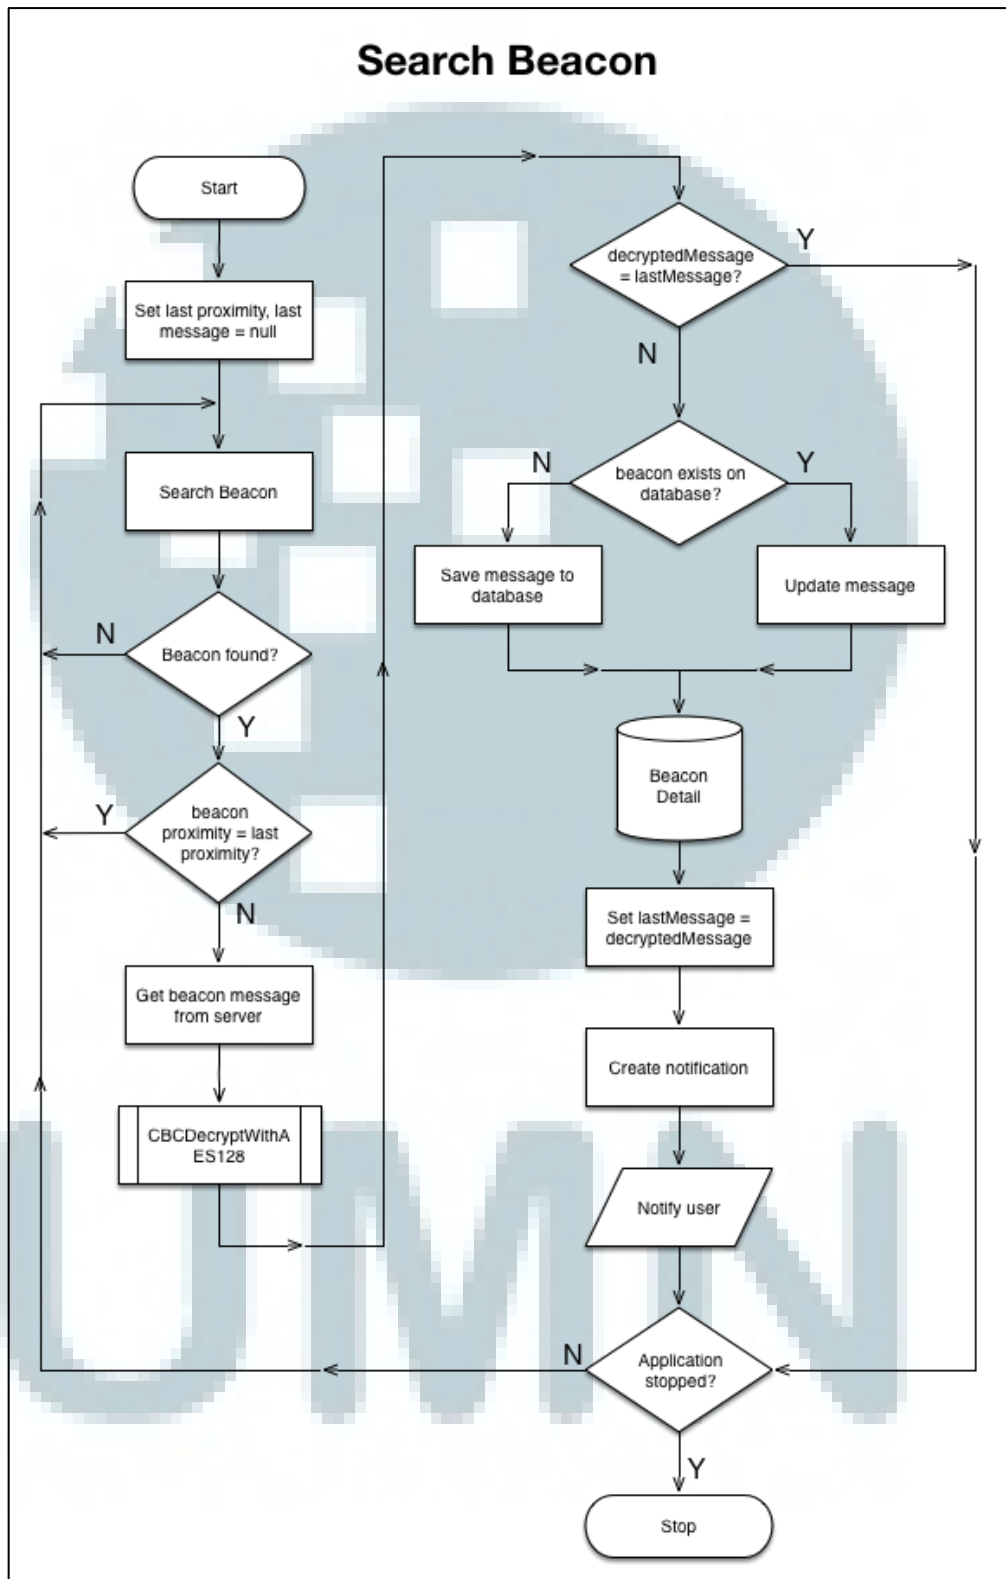 Search Beacon
Start
Set last proximity, last
message = null
Search Beacon
Beacon found?
N
Y
beacon
proximity = last
proximity?
Y
N
Get beacon message
from server
CBCDecryptWithA
ES128
decryptedMessage
= lastMessage?
Y
N
beacon exists on
database?
N
Y
Save message to
database
Update message
Beacon
Detail
Set lastMessage =
decryptedMessage
Create notification
Notify user
Application
stopped?
N
Y
Stop
UMN